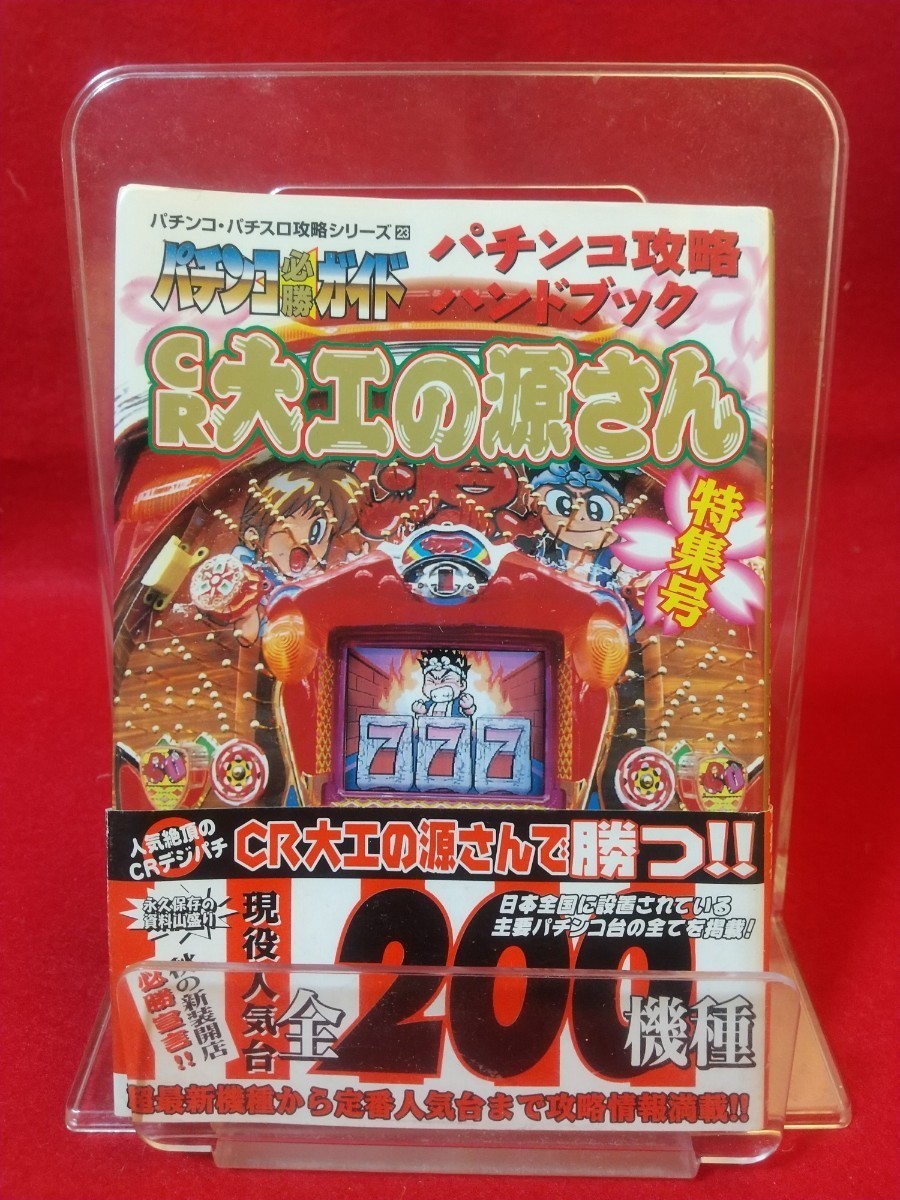 パチンコ・パチスロ攻略シリーズ㉓
パチンコ必勝ガイド
パチンコ攻略
ハンドブック
CR大工の源さん
特集号
777
人気絶頂の
CRデジパチ
CR大工の源さんで勝つ!!
永久保存の
資料山盛り
秋の新装開店
必勝宣言!!
現役人気台
全200機種
日本全国に設置されている
主要パチンコ台の全てを掲載!
超最新機種から定番人気台まで攻略情報満載!!